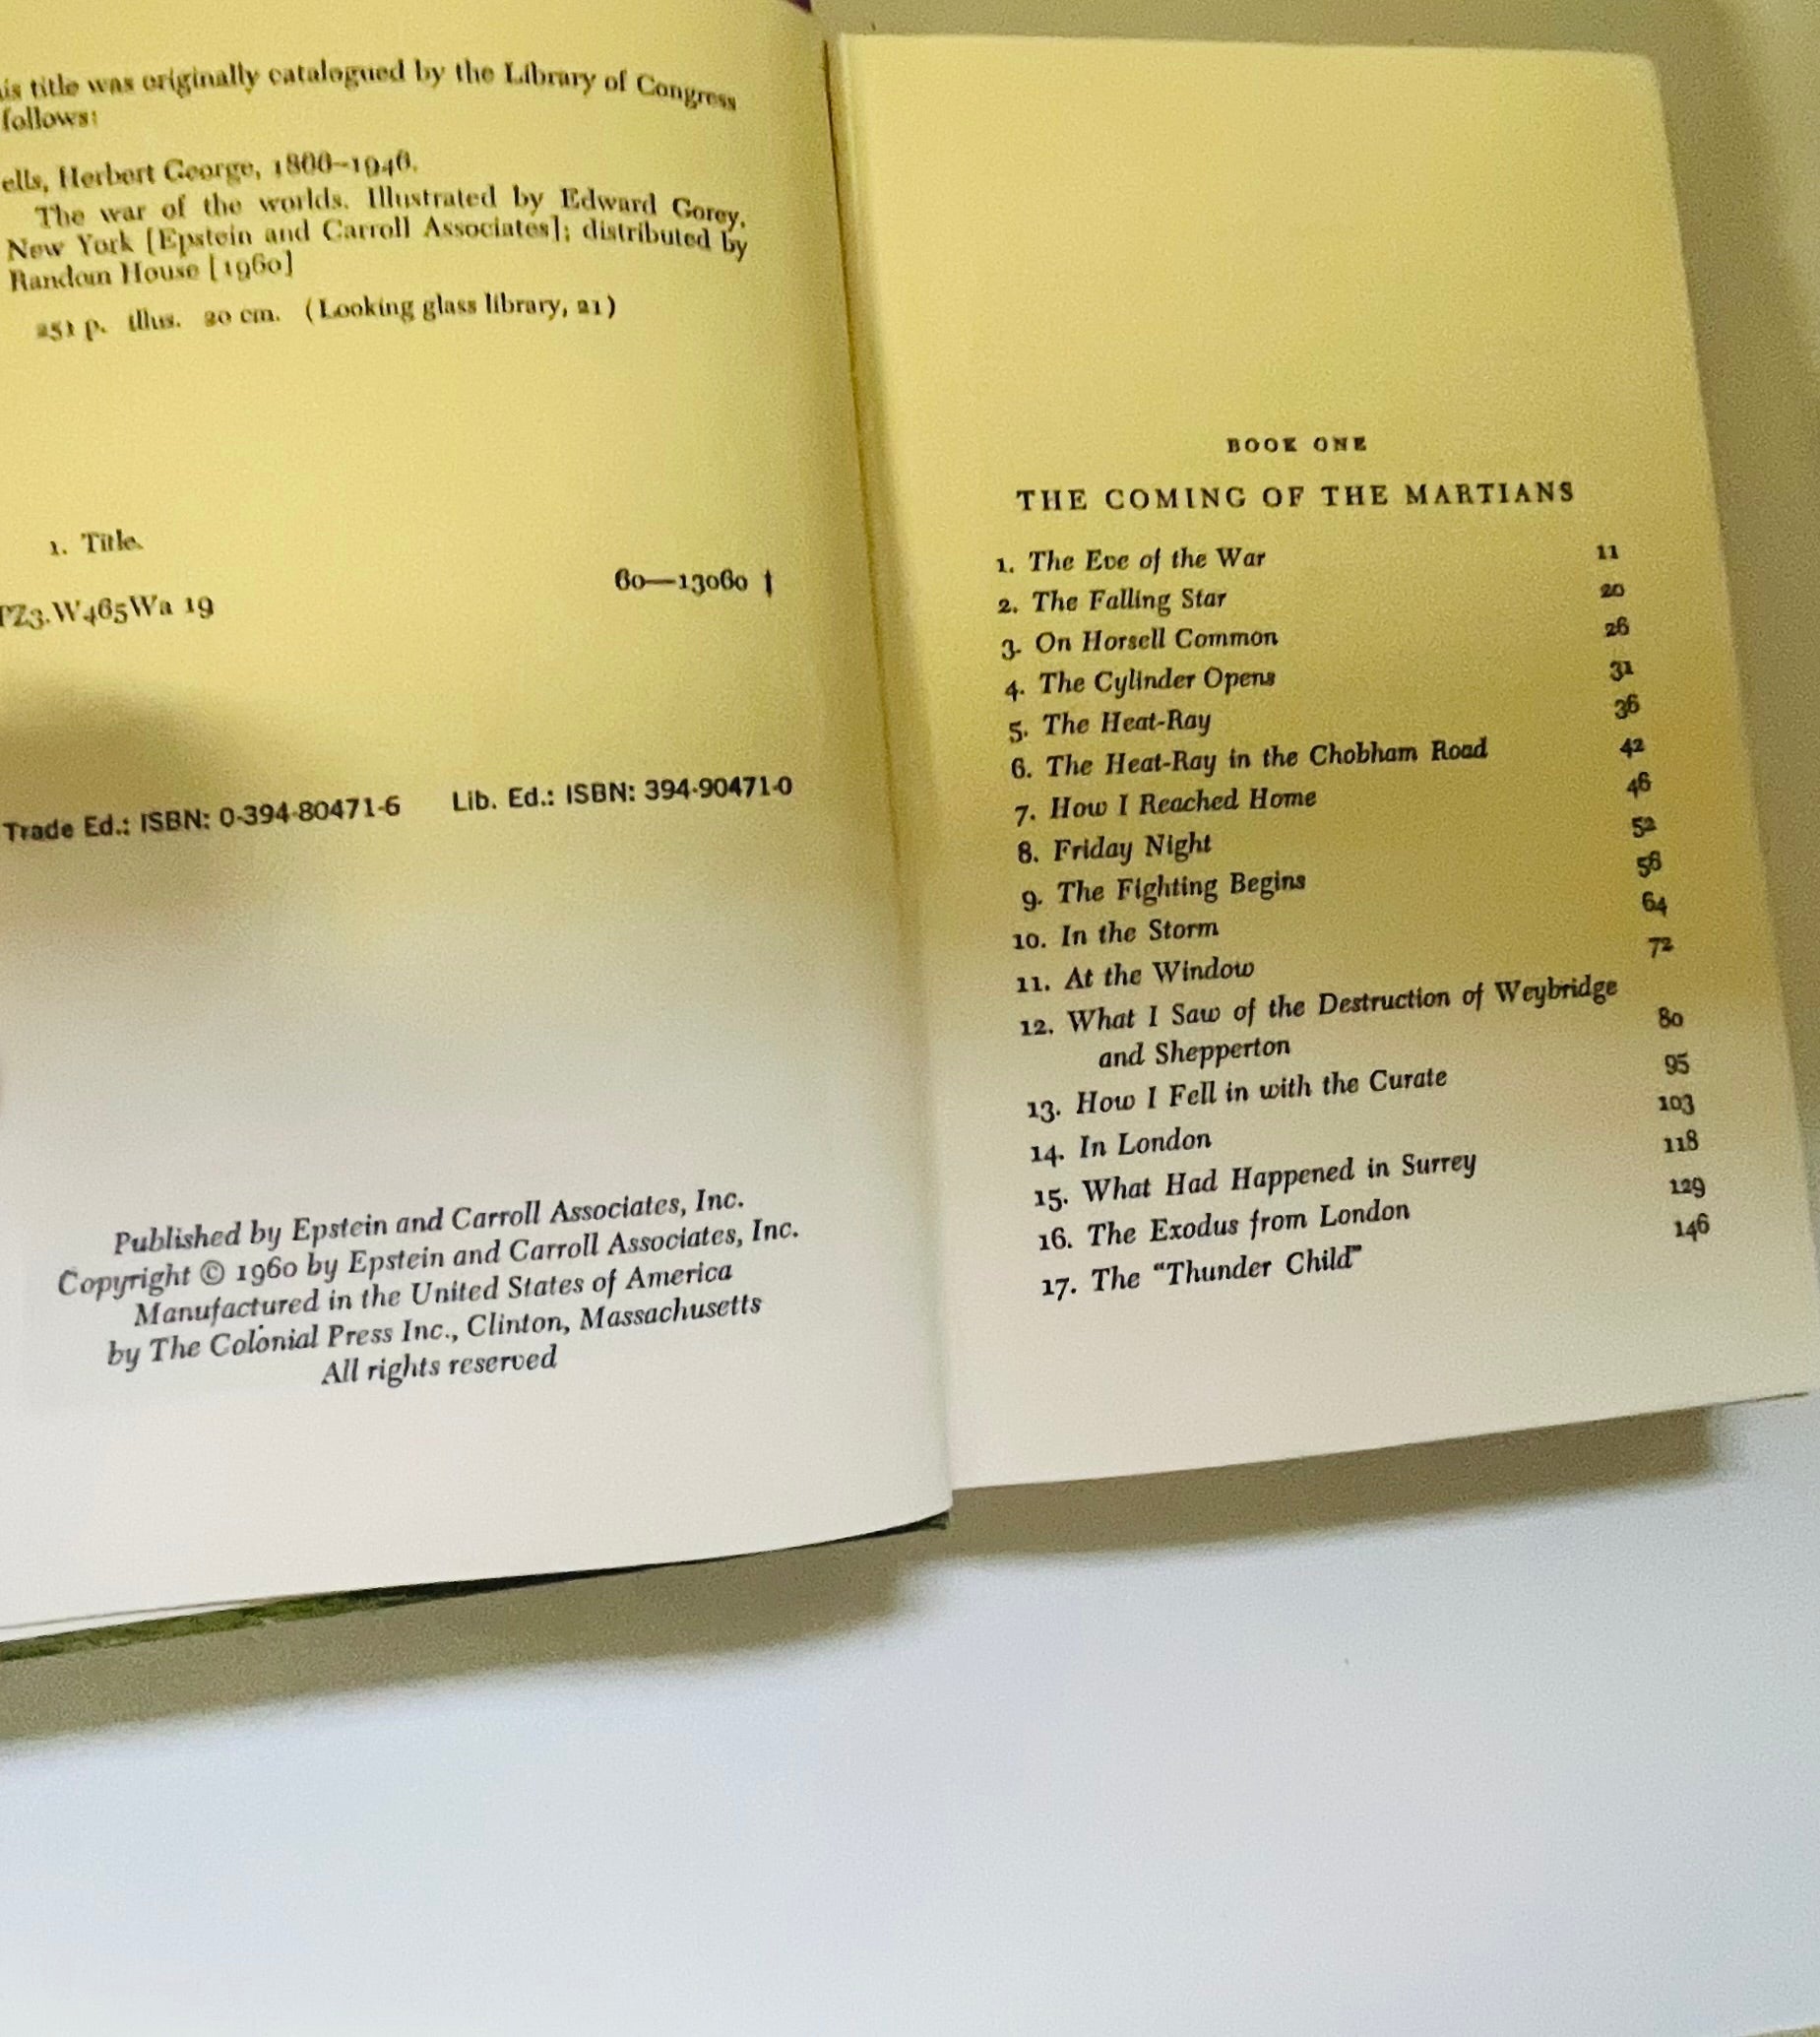 is title was originally catalogued by the Library of Congress
follows:
ells, Herbert George, 1866–1946.
The war of the worlds. Illustrated by Edward Gorey.
New York [Epstein and Carroll Associates]; distributed by
Random House [1960]
251 p. illus. 20 cm. (Looking glass library, 21)
1. Title.
60—13060 †
PZ3.W465Wa 19
Trade Ed.: ISBN: 0-394-80471-6 Lib. Ed.: ISBN: 394-90471-0
Published by Epstein and Carroll Associates, Inc.
Copyright © 1960 by Epstein and Carroll Associates, Inc.
Manufactured in the United States of America
by The Colonial Press Inc., Clinton, Massachusetts
All rights reserved
BOOK ONE
THE COMING OF THE MARTIANS
1. The Eve of the War 11
2. The Falling Star 20
3. On Horsell Common 26
4. The Cylinder Opens 31
5. The Heat-Ray 36
6. The Heat-Ray in the Chobham Road 42
7. How I Reached Home 46
8. Friday Night 52
9. The Fighting Begins 56
10. In the Storm 64
11. At the Window 72
12. What I Saw of the Destruction of Weybridge
and Shepperton 80
13. How I Fell in with the Curate 95
14. In London 103
15. What Had Happened in Surrey 118
16. The Exodus from London 129
17. The "Thunder Child" 146